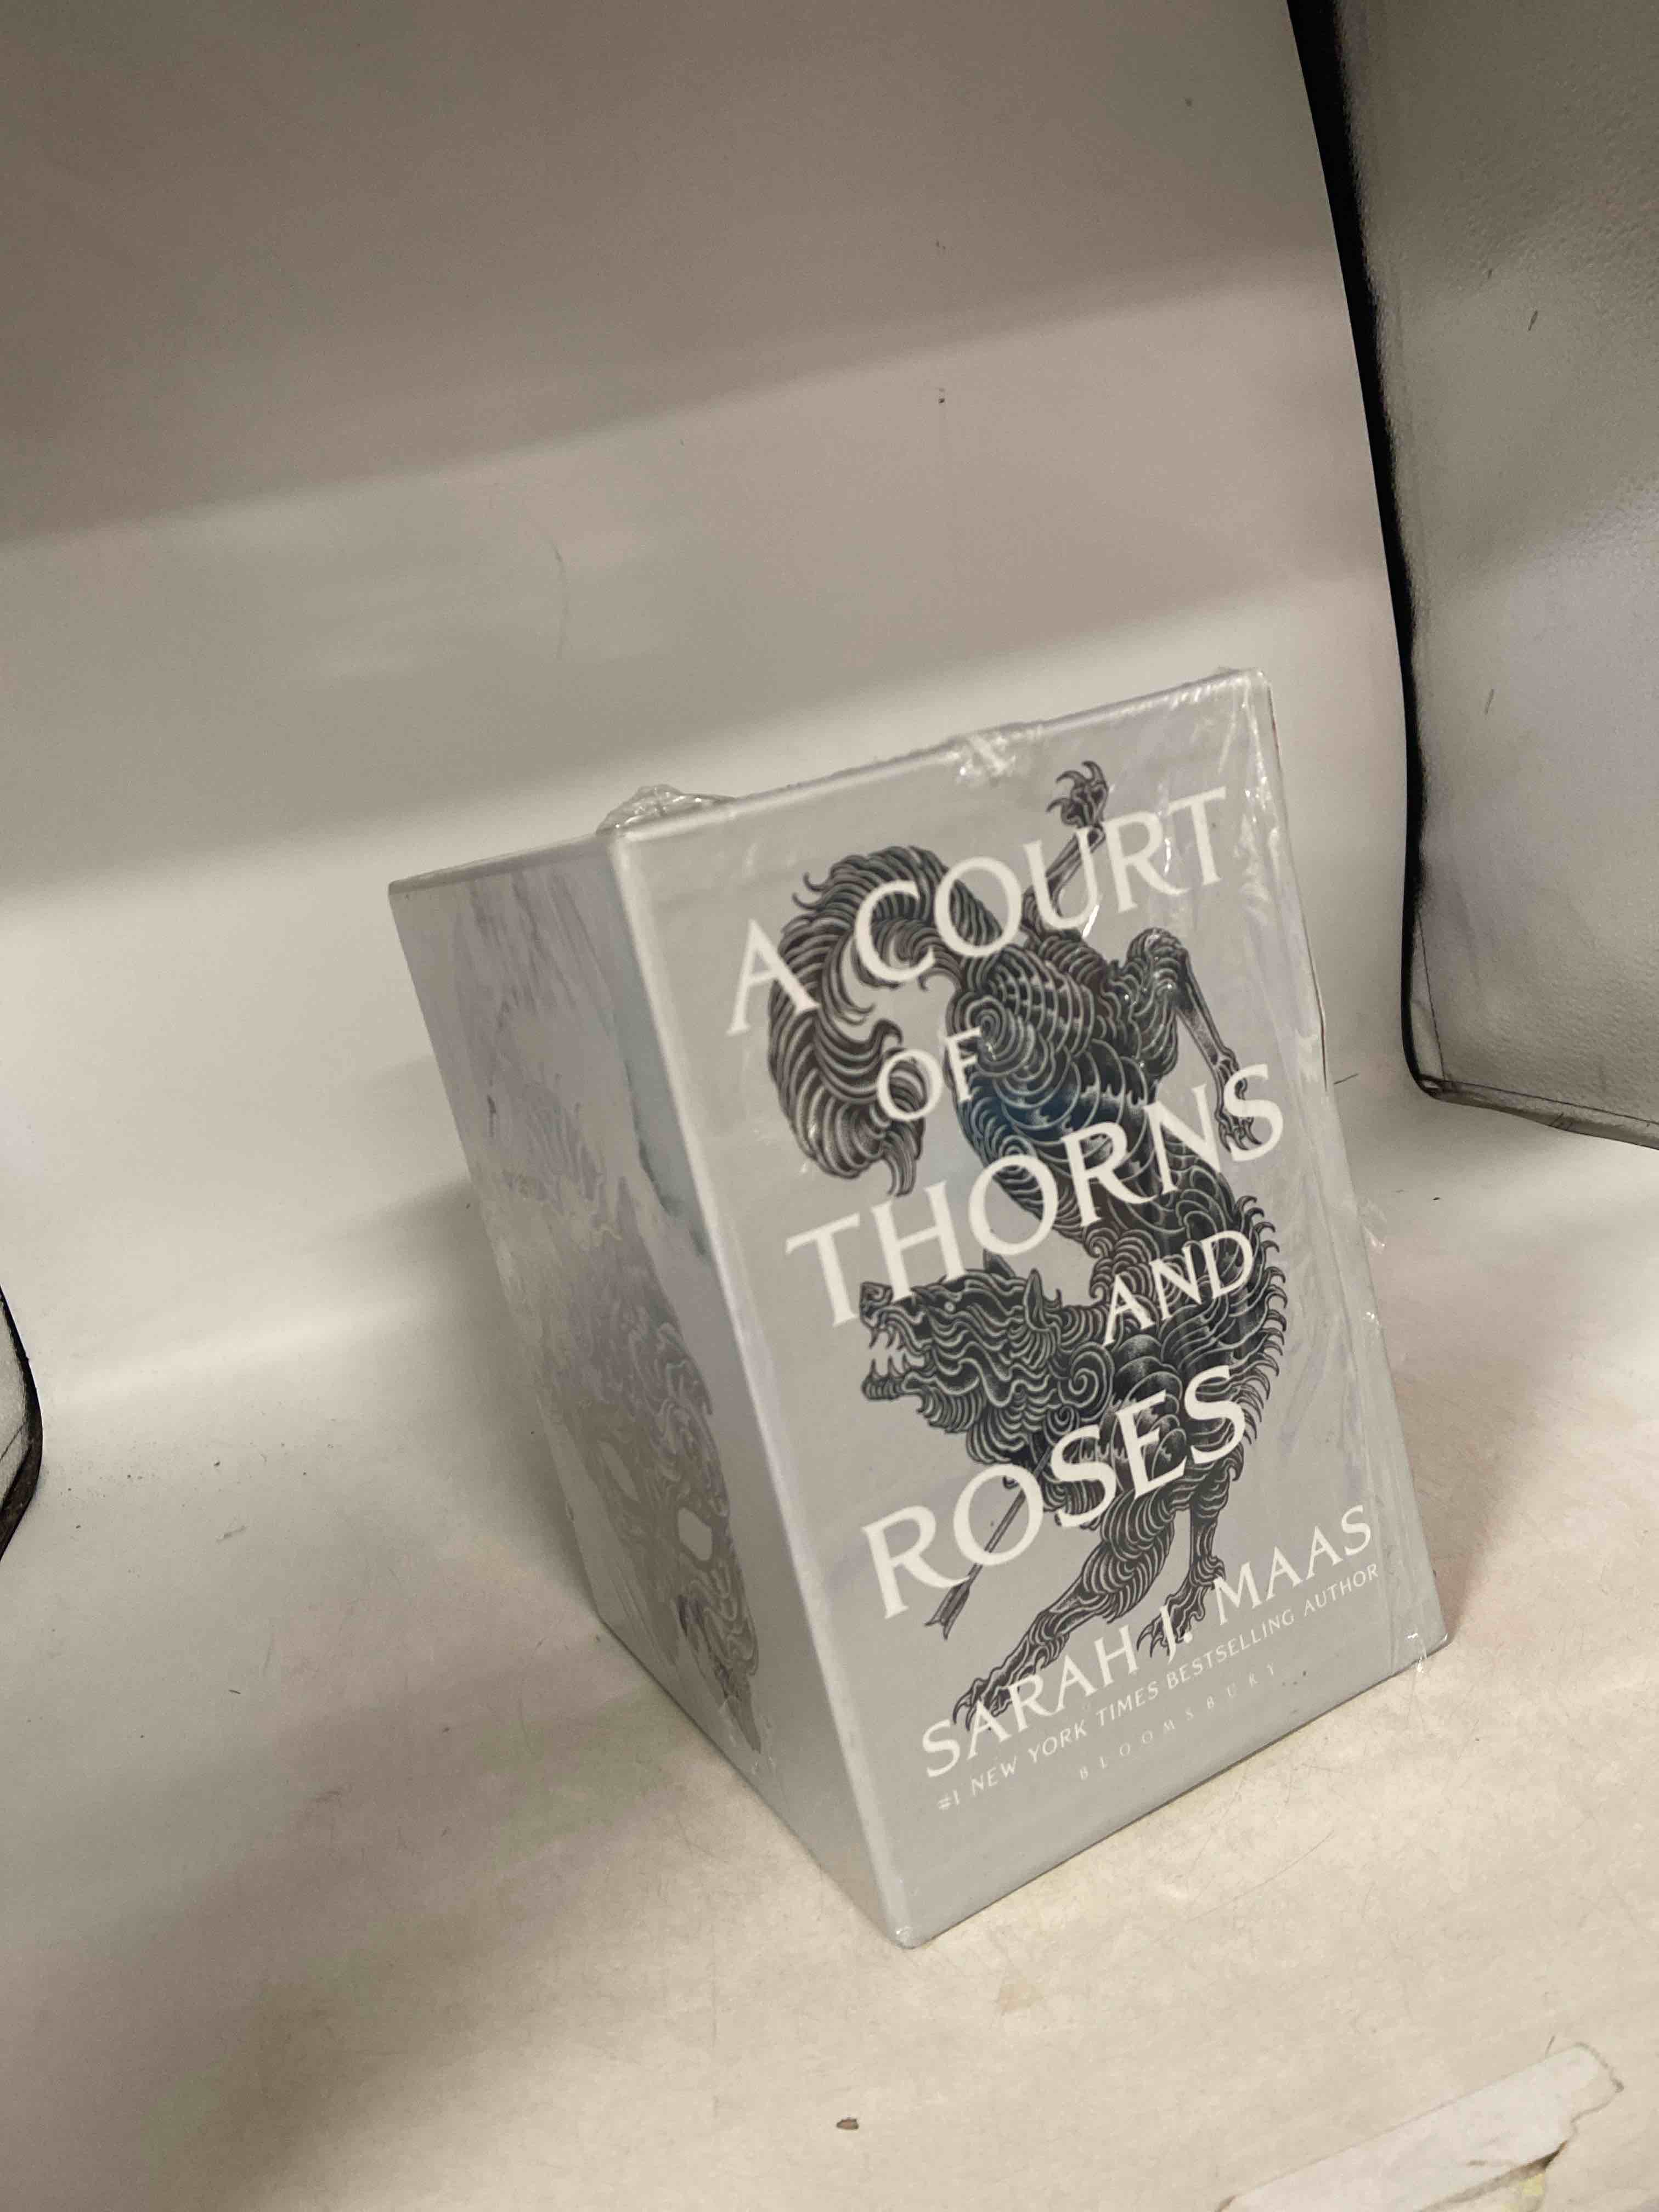 A COURT
OF
THORNS
AND
ROSES
SARAH J. MAAS
#1 NEW YORK TIMES BESTSELLING AUTHOR
BLOOMSBURY